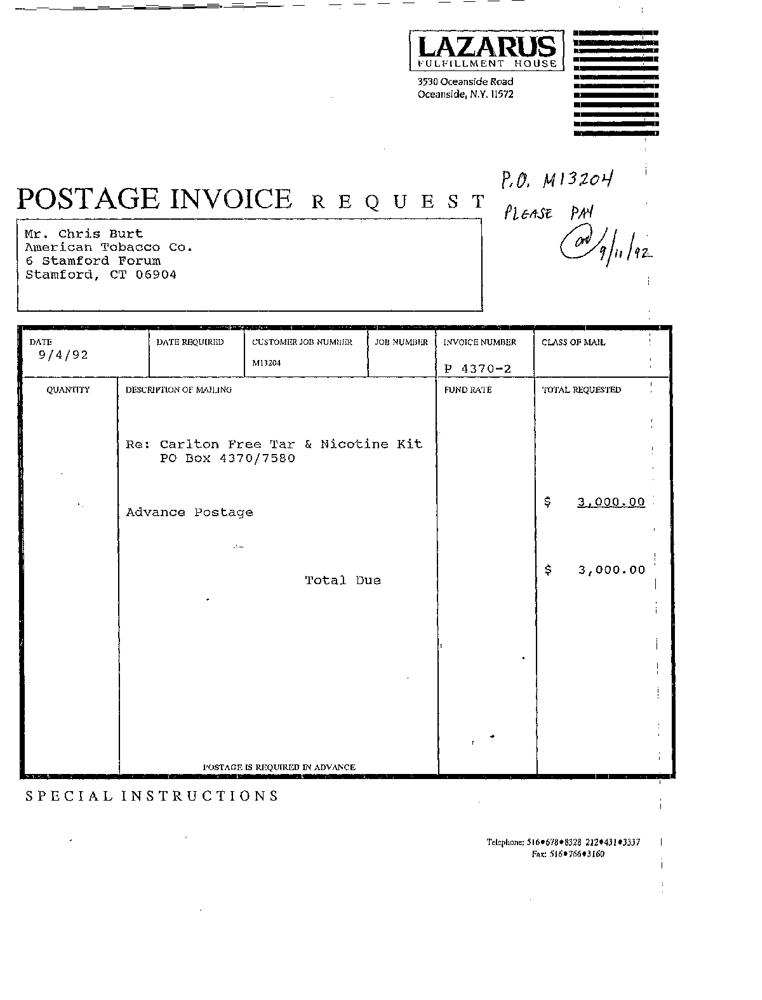 LAZARUS
FULFILLMENT HOUSE
3530 Oceanside Road
Oceanside, N.Y. 11572
P.O. M13204
POSTAGE INVOICE REQUEST
PLEASE PAY
9/11/92
Mr. Chris Burt
American Tobacco Co.
6 Stamford Forum
Stamford, CT 06904
DATE DATE REQUIRED CUSTOMER JOB NUMBER JOB NUMBER INVOICE NUMBER CLASS OF MAIL
9/4/92 M13204 P 4370-2
QUANTITY DESCRIPTION OF MAILING FUND RATE TOTAL REQUESTED
Re: Carlton Free Tar & Nicotine Kit
PO Box 4370/7580
Advance Postage $ 3,000.00
Total Due $ 3,000.00
POSTAGE IS REQUIRED IN ADVANCE
SPECIAL INSTRUCTIONS
Telephone: 516•678•8328 212•431•3337
Fax: 516•766•3160